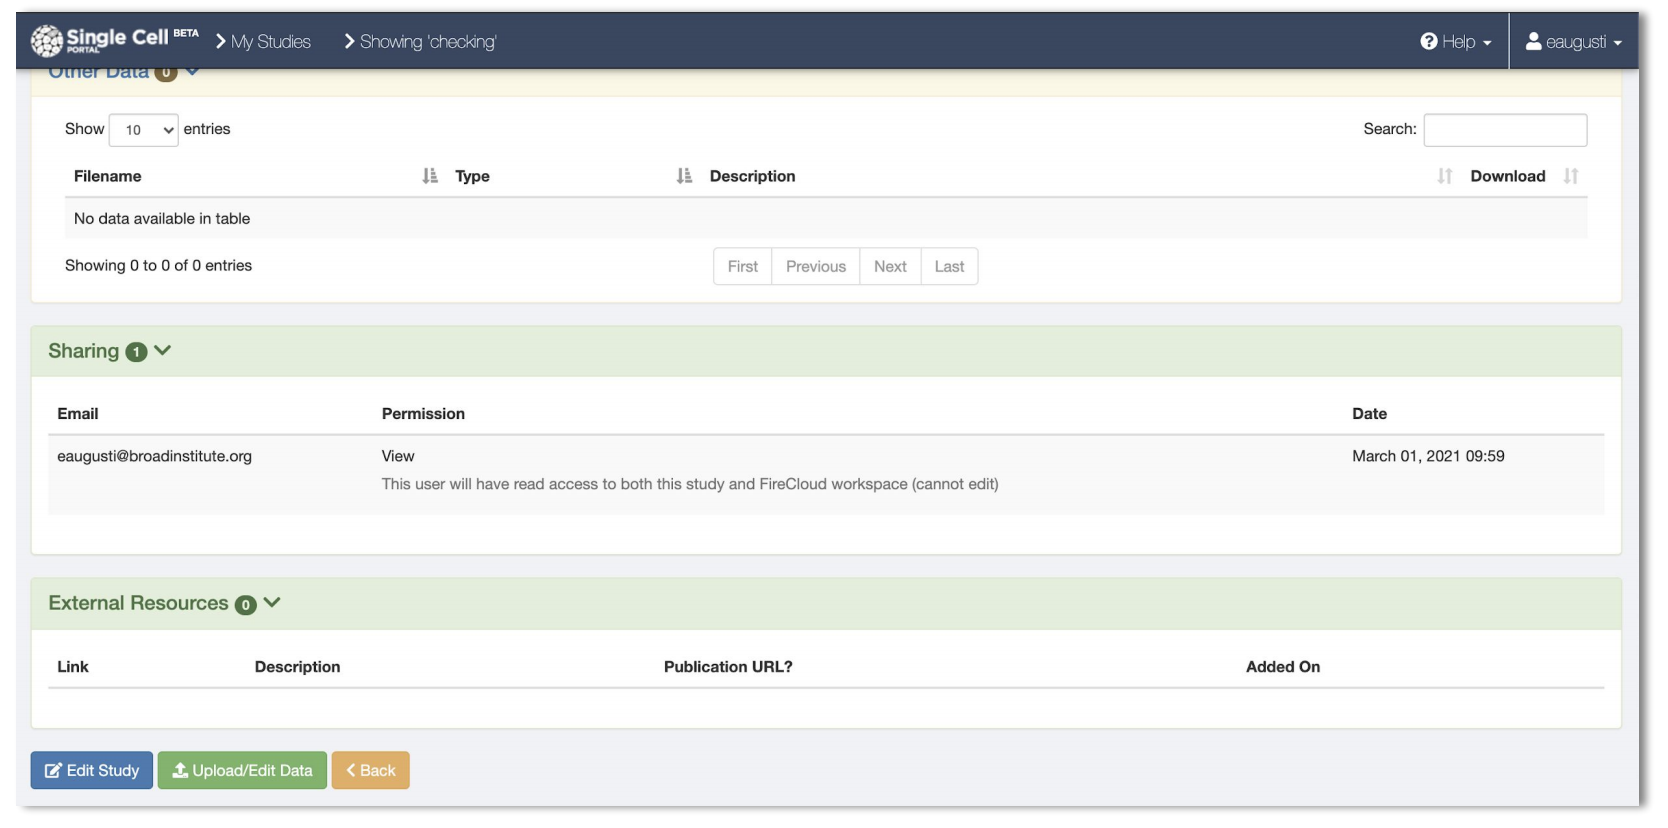 Single Cell BETA
PORTAL
My Studies
Showing 'checking'
Help
eaugusti
Other Data 0
Show 10 entries
Search:
Filename Type Description Download
No data available in table
Showing 0 to 0 of 0 entries
First Previous Next Last
Sharing 1
Email Permission Date
eaugusti@broadinstitute.org View March 01, 2021 09:59
This user will have read access to both this study and FireCloud workspace (cannot edit)
External Resources 0
Link Description Publication URL? Added On
Edit Study Upload/Edit Data Back